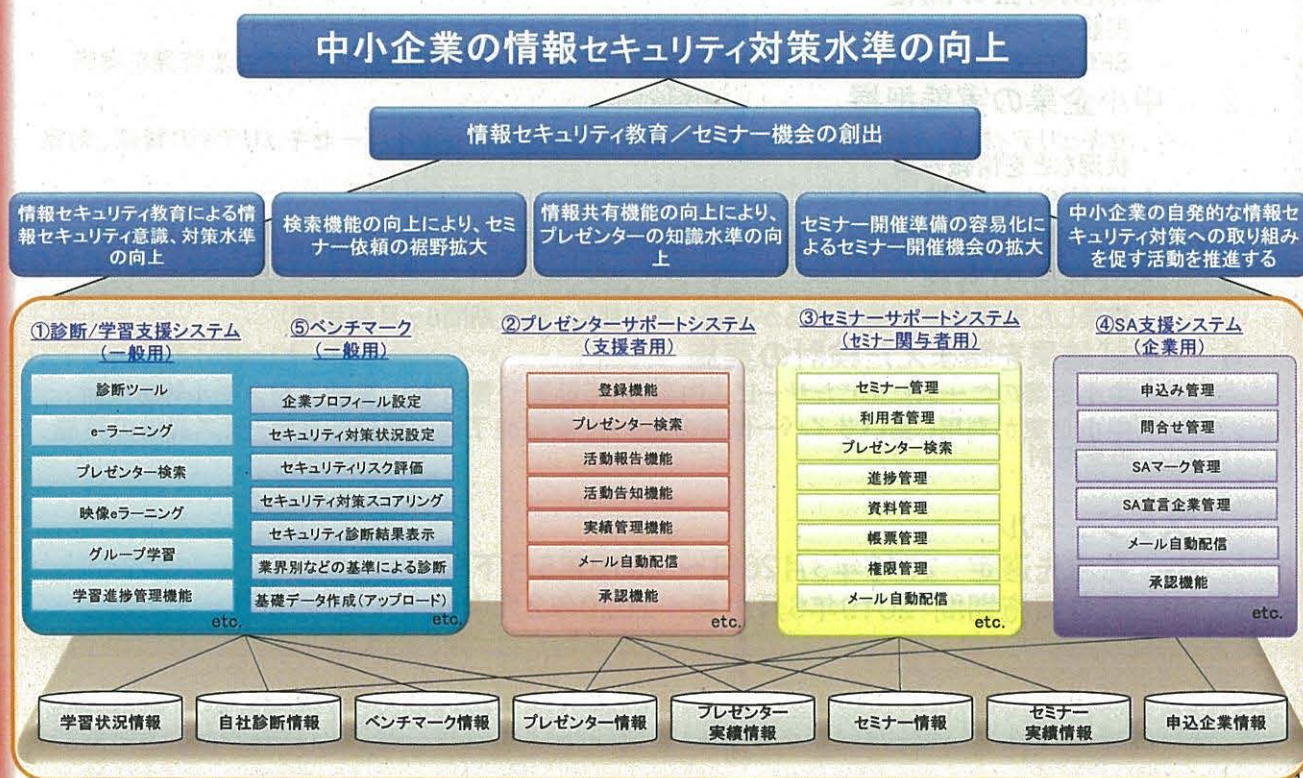 中小企業の情報セキュリティ対策水準の向上
情報セキュリティ教育／セミナー機会の創出
情報セキュリティ教育による情
報セキュリティ意識、対策水準
の向上
検索機能の向上により、セミ
ナー依頼の裾野拡大
情報共有機能の向上により、
プレゼンターの知識水準の向
上
セミナー開催準備の容易化に
よるセミナー開催機会の拡大
中小企業の自発的な情報セ
キュリティ対策への取り組み
を促す活動を推進する
①診断/学習支援システム
(一般用)
診断ツール
e-ラーニング
プレゼンター検索
映像eラーニング
グループ学習
学習進捗管理機能
etc.
⑤ベンチマーク
(一般用)
企業プロフィール設定
セキュリティ対策状況設定
セキュリティリスク評価
セキュリティ対策スコアリング
セキュリティ診断結果表示
業界別などの基準による診断
基礎データ作成(アップロード)
etc.
②プレゼンターサポートシステム
(支援者用)
登録機能
プレゼンター検索
活動報告機能
活動告知機能
実績管理機能
メール自動配信
承認機能
etc.
③セミナーサポートシステム
(セミナー関与者用)
セミナー管理
利用者管理
プレゼンター検索
進捗管理
資料管理
帳票管理
権限管理
メール自動配信
etc.
④SA支援システム
(企業用)
申込み管理
問合せ管理
SAマーク管理
SA宣言企業管理
メール自動配信
承認機能
etc.
学習状況情報
自社診断情報
ベンチマーク情報
プレゼンター情報
プレゼンター
実績情報
セミナー情報
セミナー
実績情報
申込企業情報